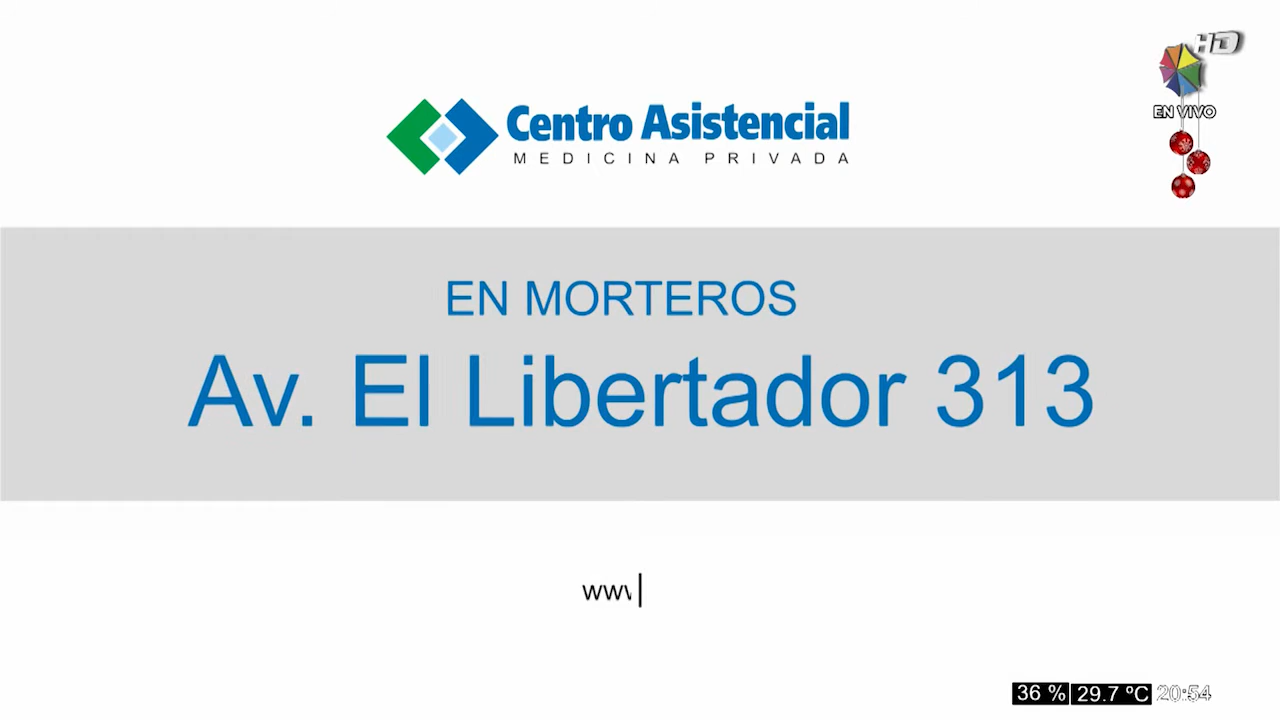 HD
EN VIVO
Centro Asistencial
MEDICINA PRIVADA
EN MORTEROS
Av. El Libertador 313
www
36 % 29.7 ºC 20:54